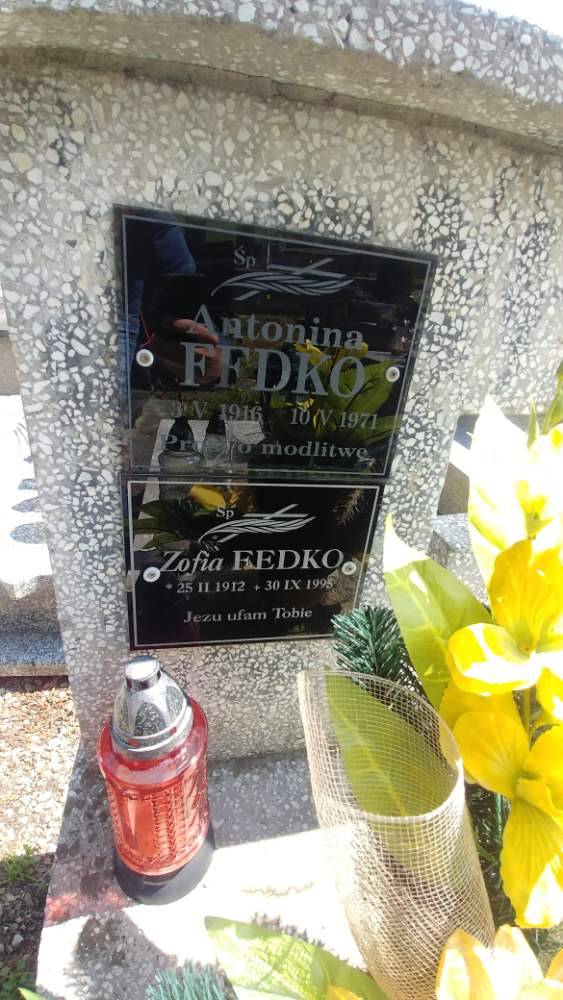 Śp
Antonina
FEDKO
3 V 1916 10 V 1971
o modlitwę
Śp
Zofia FEDKO
* 25 II 1912 + 30 IX 1995
Jezu ufam Tobie